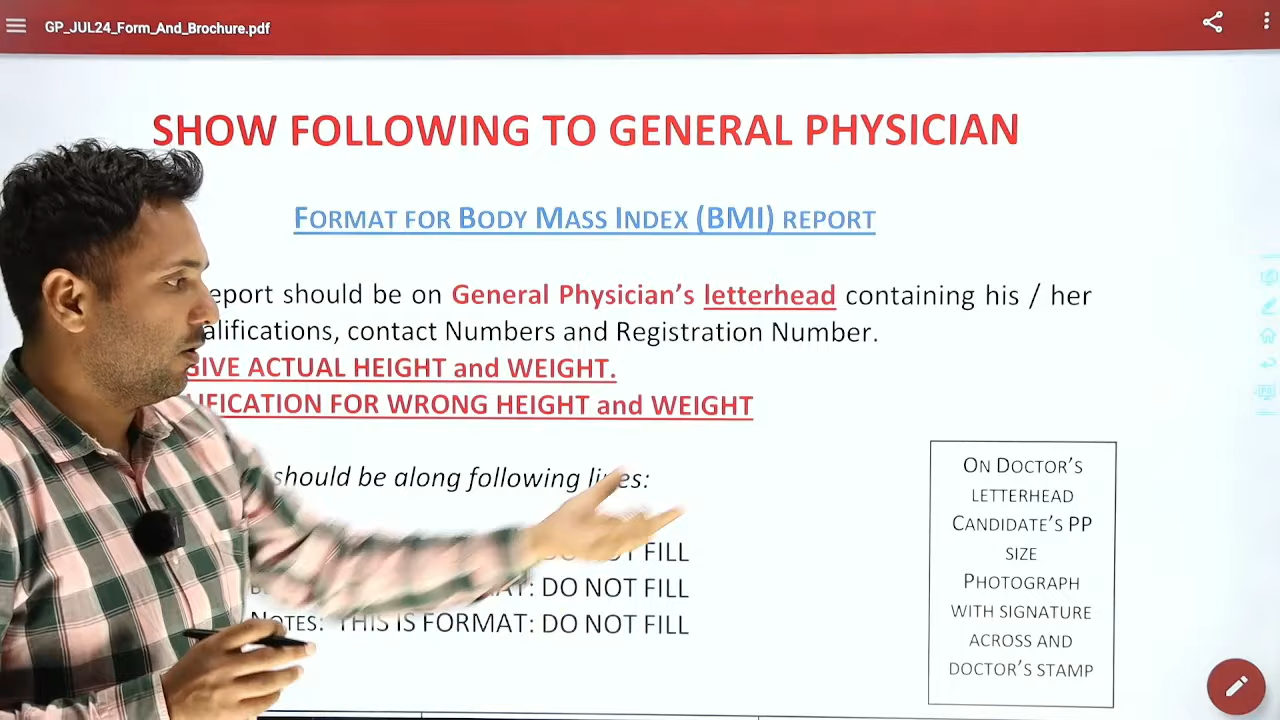 GP_JUL24_Form_And_Brochure.pdf
SHOW FOLLOWING TO GENERAL PHYSICIAN
FORMAT FOR BODY MASS INDEX (BMI) REPORT
eport should be on General Physician's letterhead containing his / her
alifications, contact Numbers and Registration Number.
GIVE ACTUAL HEIGHT and WEIGHT.
IFICATION FOR WRONG HEIGHT and WEIGHT
should be along following lines:
DO NOT FILL
DO NOT FILL
NOTES: THIS IS FORMAT: DO NOT FILL
ON DOCTOR'S
LETTERHEAD
CANDIDATE'S PP
SIZE
PHOTOGRAPH
WITH SIGNATURE
ACROSS AND
DOCTOR'S STAMP